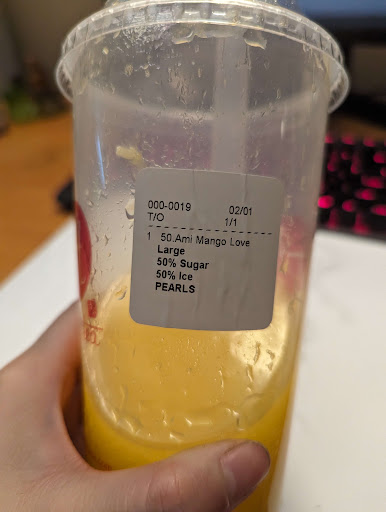 000-0019 02/01
T/O 1/1
1 50.Ami Mango Love
Large
50% Sugar
50% Ice
PEARLS